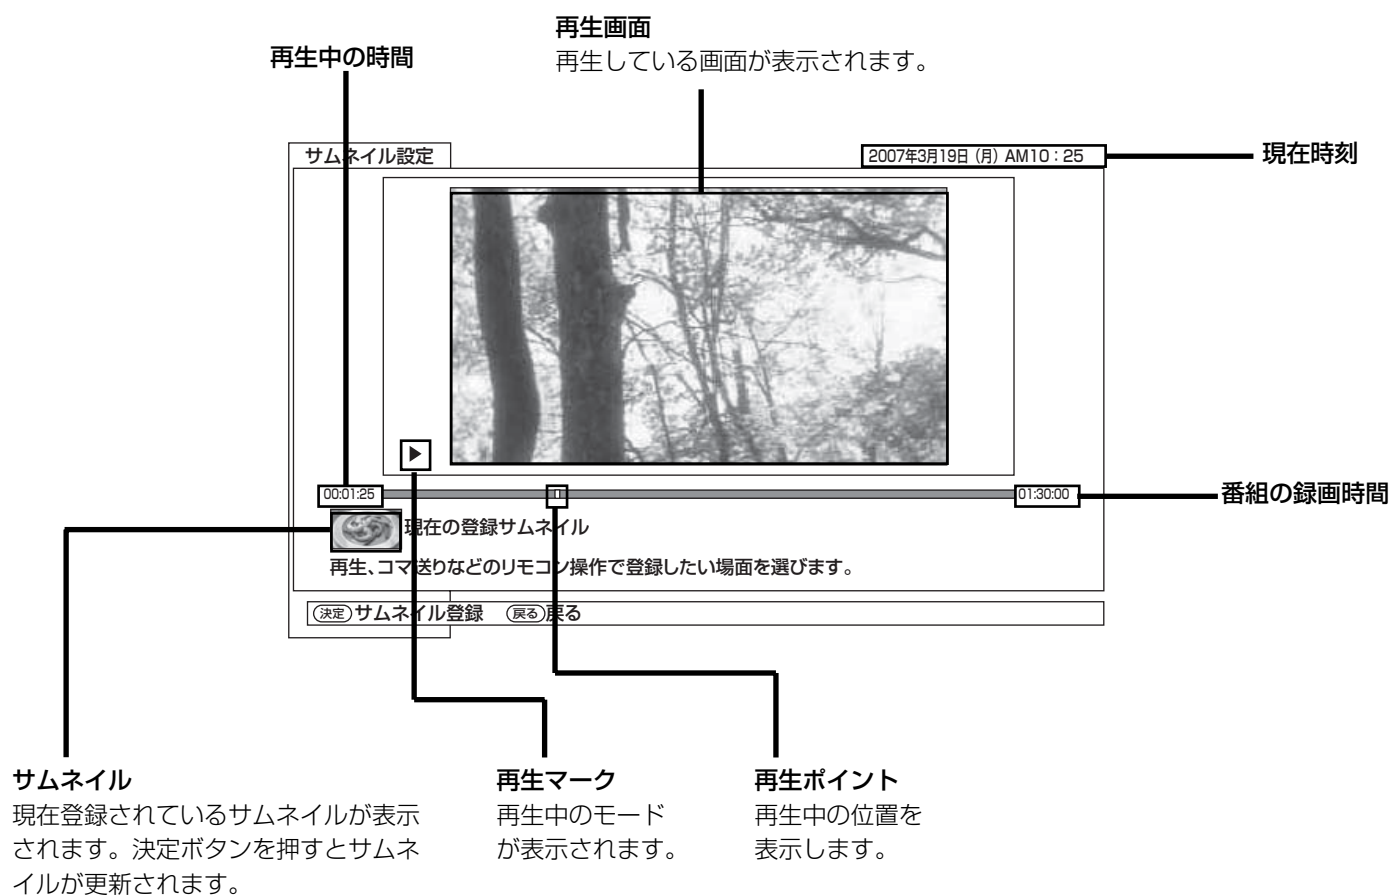 再生画面
再生している画面が表示されます。
再生中の時間
サムネイル設定
2007年3月19日（月）AM10：25
現在時刻
00:01:25
01:30:00
番組の録画時間
現在の登録サムネイル
再生、コマ送りなどのリモコン操作で登録したい場面を選びます。
決定 サムネイル登録 戻る 戻る
サムネイル
現在登録されているサムネイルが表示
されます。決定ボタンを押すとサムネ
イルが更新されます。
再生マーク
再生中のモード
が表示されます。
再生ポイント
再生中の位置を
表示します。